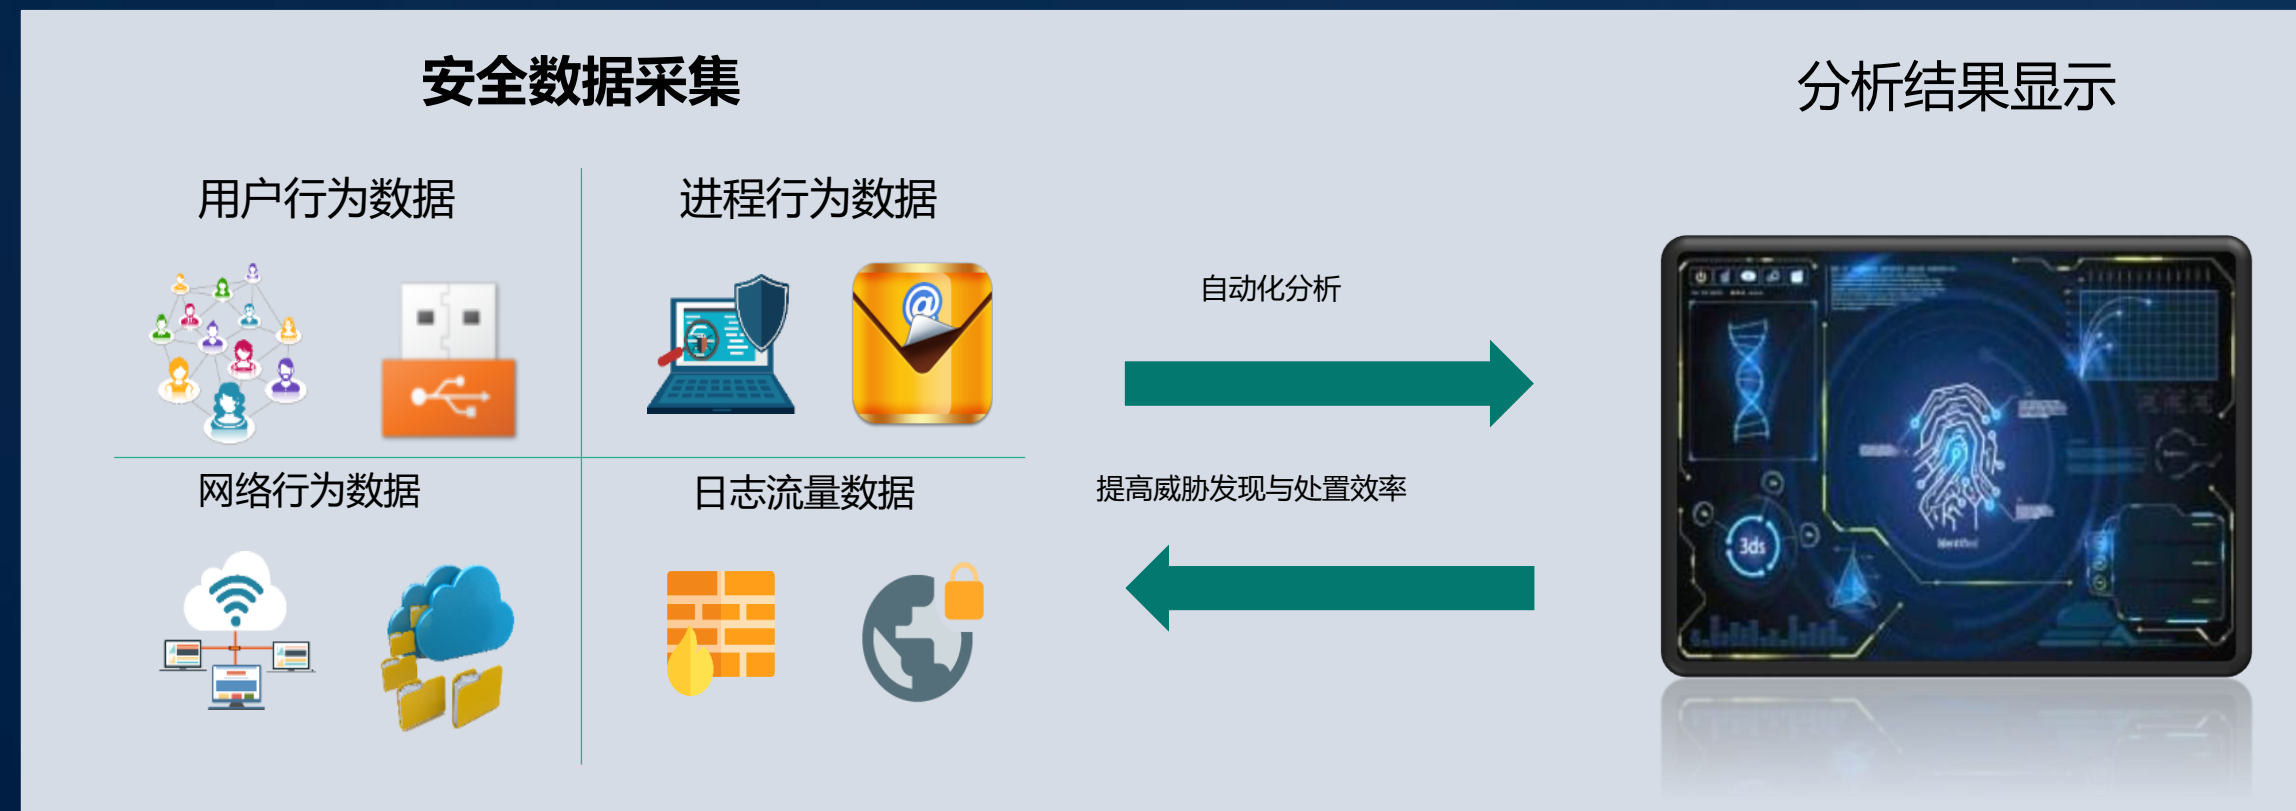 安全数据采集
分析结果显示
用户行为数据
进程行为数据
自动化分析
网络行为数据
日志流量数据
提高威胁发现与处置效率
@
3ds
Identified